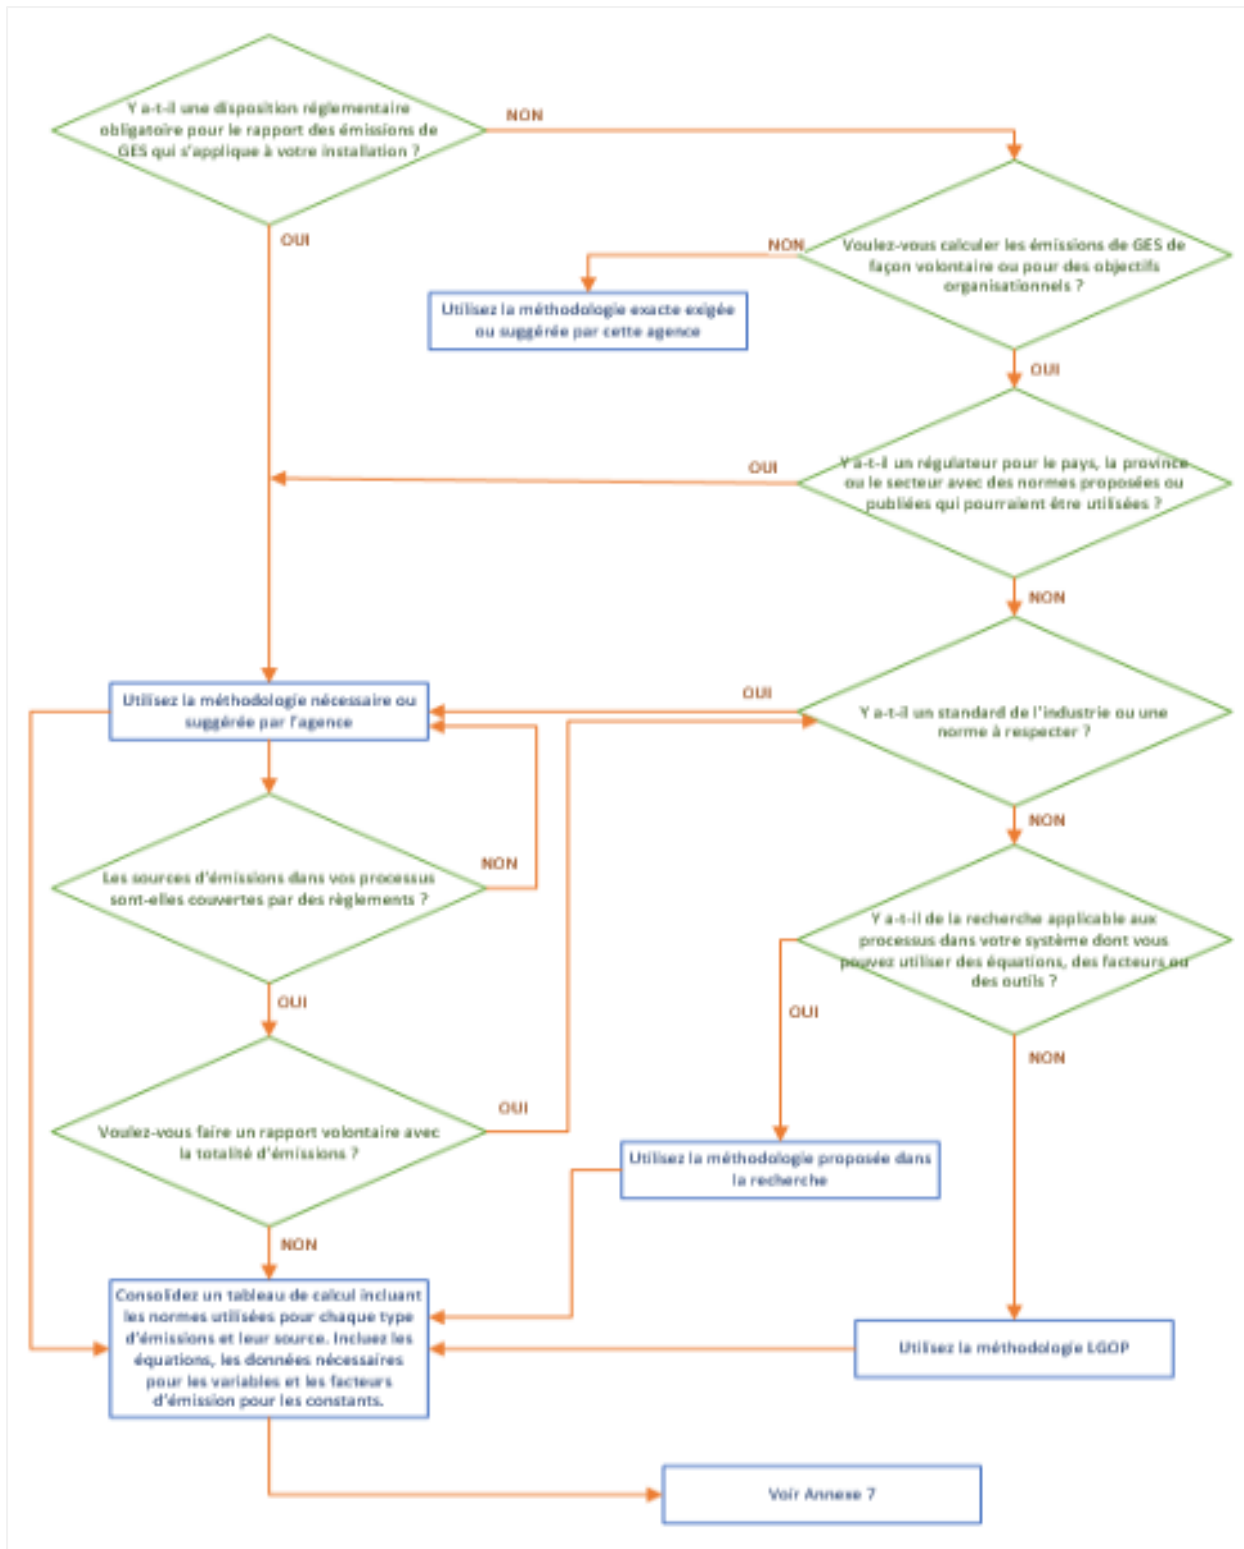 Y a-t-il une disposition réglementaire
obligatoire pour le rapport des émissions de
GES qui s'applique à votre installation ?
NON
OUI
Voulez-vous calculer les émissions de GES de
façon volontaire ou pour des objectifs
organisationnels ?
NON
Utilisez la méthodologie exacte exigée
ou suggérée par cette agence
OUI
Y a-t-il un régulateur pour le pays, la province
ou le secteur avec des normes proposées ou
publiées qui pourraient être utilisées ?
OUI
NON
Utilisez la méthodologie nécessaire ou
suggérée par l'agence
OUI
Y a-t-il un standard de l'industrie ou une
norme à respecter ?
NON
Les sources d'émissions dans vos processus
sont-elles couvertes par des règlements ?
NON
Y a-t-il de la recherche applicable aux
processus dans votre système dont vous
pouvez utiliser des équations, des facteurs ou
des outils ?
OUI
OUI
NON
Voulez-vous faire un rapport volontaire avec
la totalité d'émissions ?
OUI
Utilisez la méthodologie proposée dans
la recherche
NON
Consolidez un tableau de calcul incluant
les normes utilisées pour chaque type
d'émissions et leur source. Incluez les
équations, les données nécessaires
pour les variables et les facteurs
d'émission pour les constants.
Utilisez la méthodologie LGOP
Voir Annexe 7